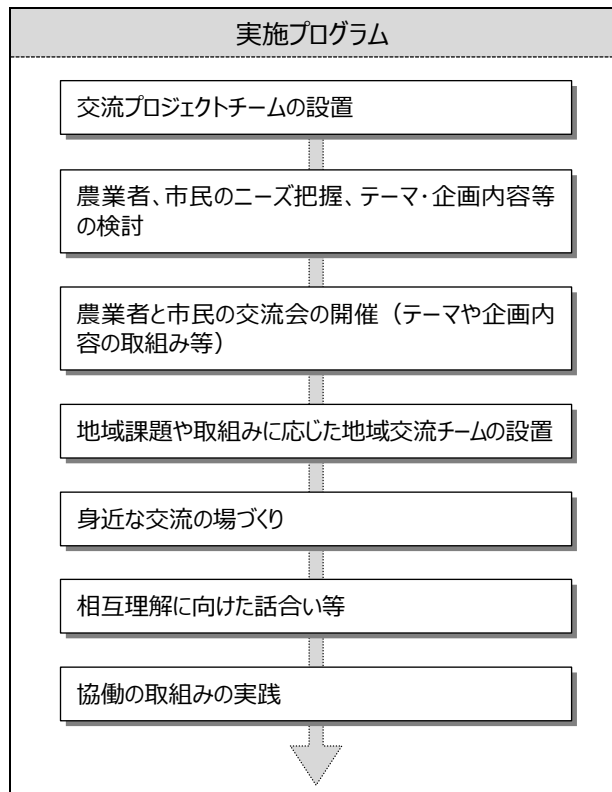 実施プログラム
交流プロジェクトチームの設置
農業者、市民のニーズ把握、テーマ・企画内容等
の検討
農業者と市民の交流会の開催（テーマや企画内
容の取組み等）
地域課題や取組みに応じた地域交流チームの設置
身近な交流の場づくり
相互理解に向けた話合い等
協働の取組みの実践